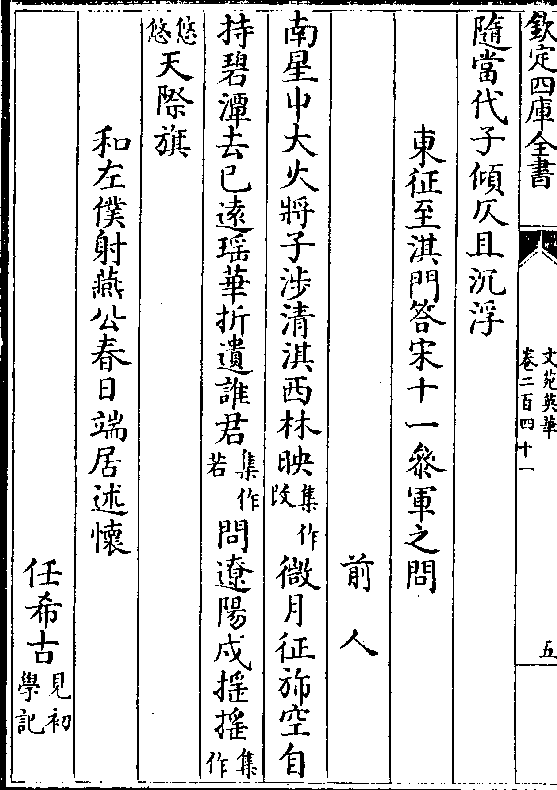 欽定四庫全書
文苑英華
卷二百四十一
五
隨當代子傾仄且沉浮
東征至淇門答宋十一參軍之問
前人
南星中大火將子涉清淇西林映集作改微月征旆空自
持碧潭去已遠瑶華折遺誰君集作若問遼陽戍摇摇集作
悠悠天際旗
和左僕射燕公春日端居述懷
任希古見初學記